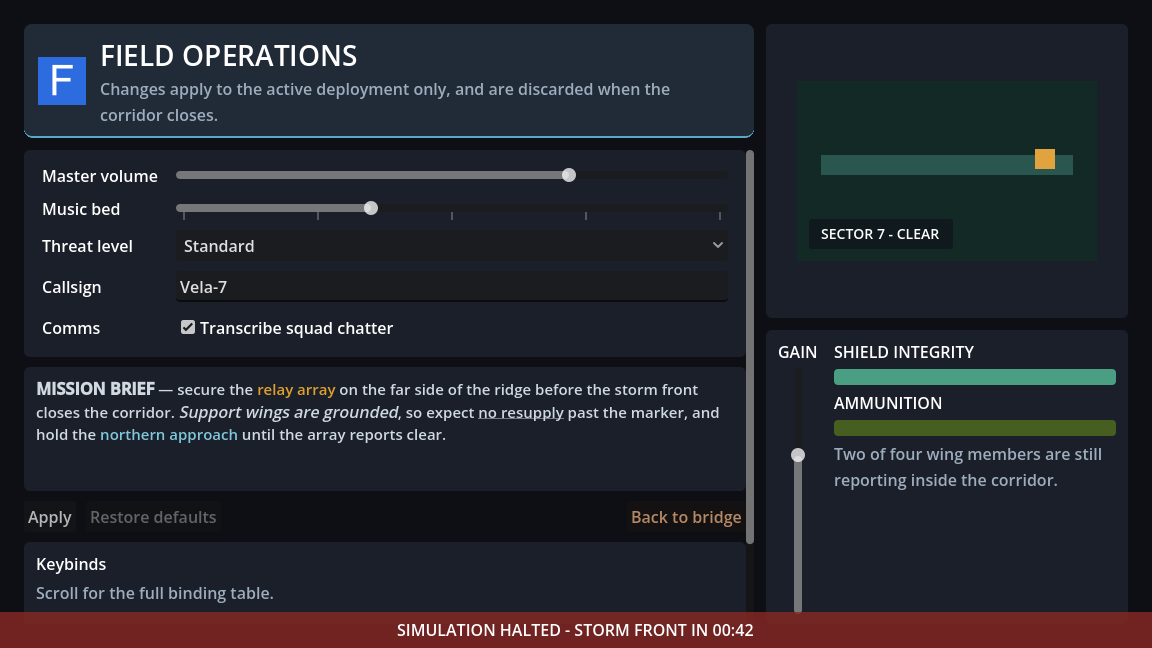 F
FIELD OPERATIONS
Changes apply to the active deployment only, and are discarded when the
corridor closes.
Master volume
Music bed
Threat level
Standard
Callsign
Vela-7
Comms
Transcribe squad chatter
MISSION BRIEF — secure the relay array on the far side of the ridge before the storm front
closes the corridor. Support wings are grounded, so expect no resupply past the marker, and
hold the northern approach until the array reports clear.
Apply
Restore defaults
Back to bridge
Keybinds
Scroll for the full binding table.
SECTOR 7 - CLEAR
GAIN
SHIELD INTEGRITY
AMMUNITION
Two of four wing members are still
reporting inside the corridor.
SIMULATION HALTED - STORM FRONT IN 00:42